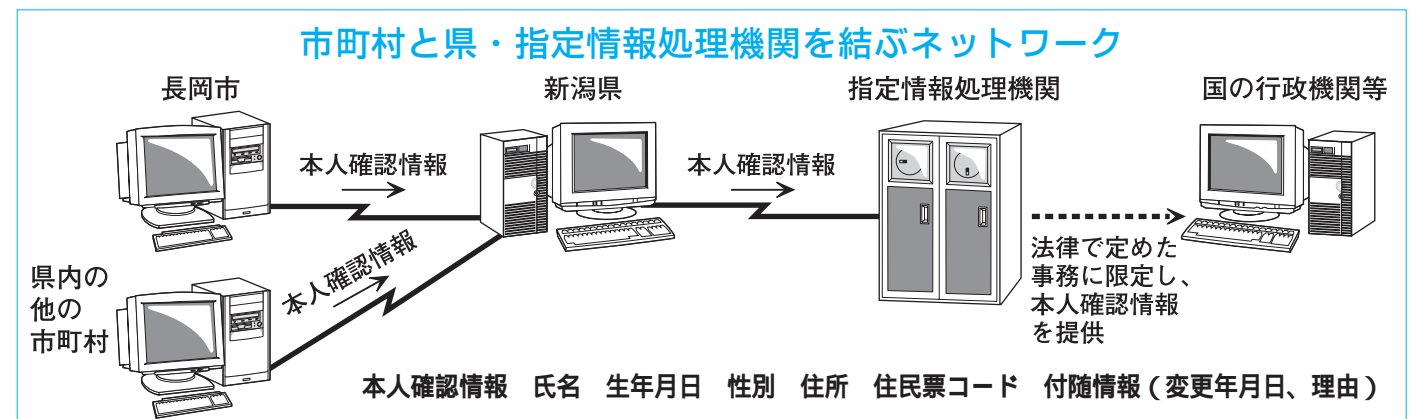 市町村と県・指定情報処理機関を結ぶネットワーク
長岡市
新潟県
指定情報処理機関
国の行政機関等
本人確認情報
本人確認情報
本人確認情報
県内の
他の
市町村
法律で定めた
事務に限定し、
本人確認情報
を提供
本人確認情報 氏名 生年月日 性別 住所 住民票コード 付随情報(変更年月日、理由)